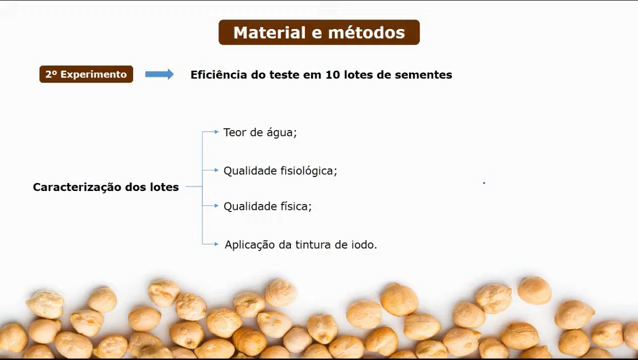 Material e métodos
2º Experimento
Eficiência do teste em 10 lotes de sementes
Teor de água;
Qualidade fisiológica;
Caracterização dos lotes
Qualidade física;
Aplicação da tintura de iodo.